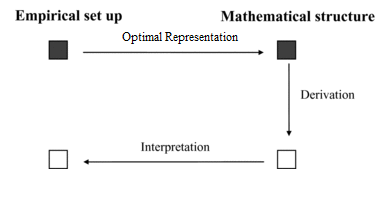 Empirical set up
Mathematical structure
Optimal Representation
Derivation
Interpretation